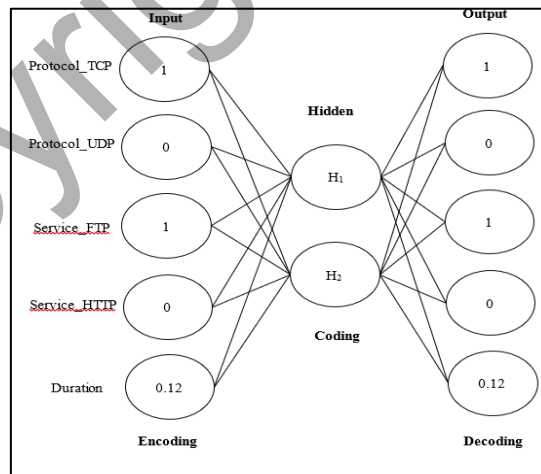 Input
Output
Protocol_TCP
1
1
Hidden
Protocol_UDP
0
0
H₁
Service_FTP
1
1
H₂
Service_HTTP
0
0
Coding
Duration
0.12
0.12
Encoding
Decoding